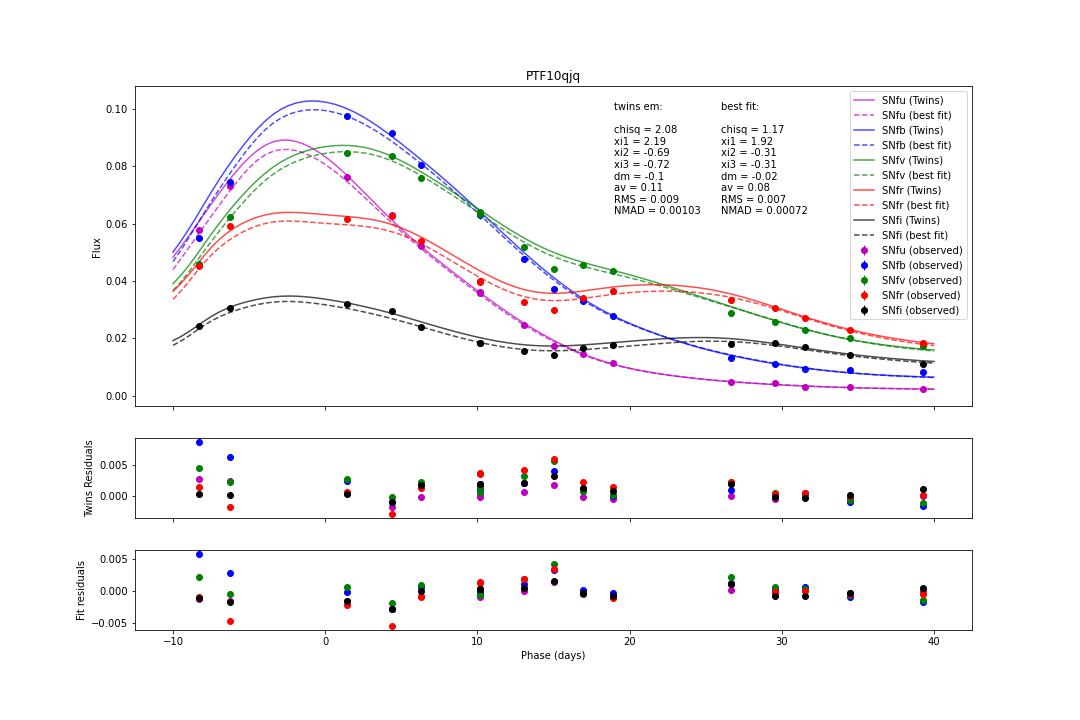 PTF10qjq
Flux
0.10
0.08
0.06
0.04
0.02
0.00
twins em:
chisq = 2.08
xi1 = 2.19
xi2 = -0.69
xi3 = -0.72
dm = -0.1
av = 0.11
RMS = 0.009
NMAD = 0.00103
best fit:
chisq = 1.17
xi1 = 1.92
xi2 = -0.31
xi3 = -0.31
dm = -0.02
av = 0.08
RMS = 0.007
NMAD = 0.00072
SNfu (Twins)
SNfu (best fit)
SNfb (Twins)
SNfb (best fit)
SNfv (Twins)
SNfv (best fit)
SNfr (Twins)
SNfr (best fit)
SNfi (Twins)
SNfi (best fit)
SNfu (observed)
SNfb (observed)
SNfv (observed)
SNfr (observed)
SNfi (observed)
Twins Residuals
0.005
0.000
Fit residuals
0.005
0.000
−0.005
−10 0 10 20 30 40
Phase (days)